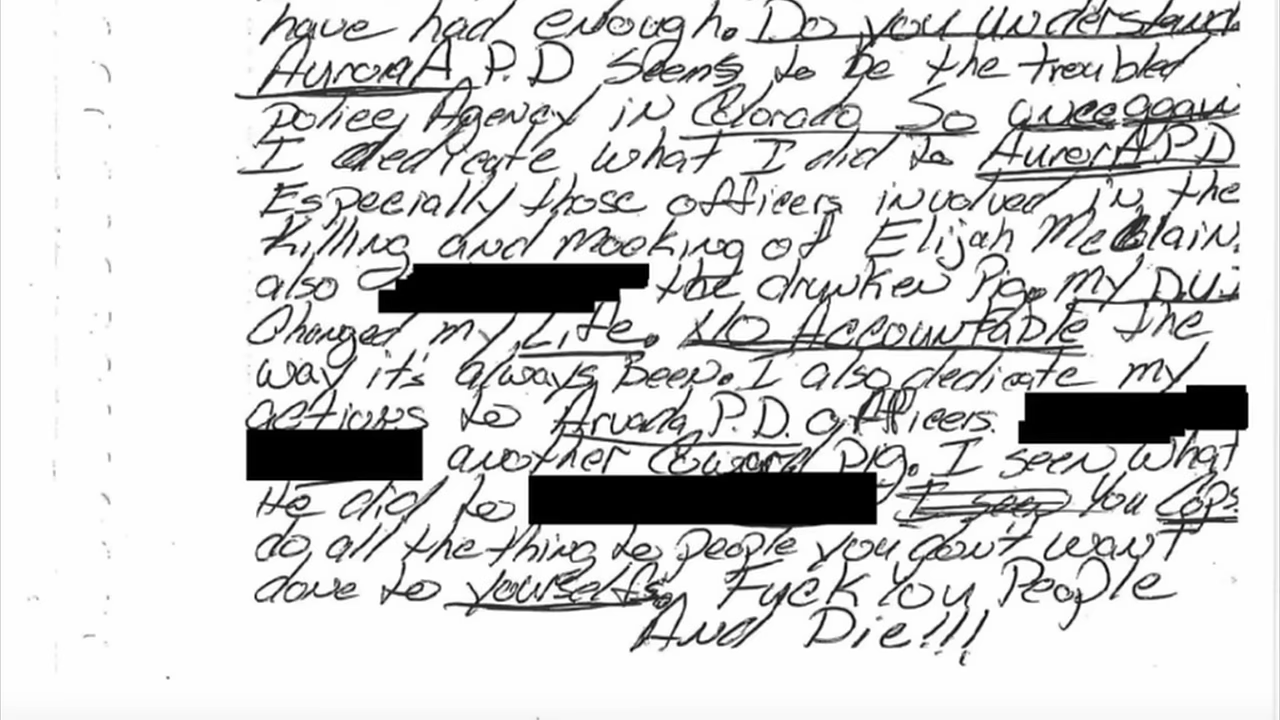 have had enough. Do you understand
AurorA P.D seems to be the troubled
police Agency in Colorado So
I dedicate what I did to AurorA P.D
Especially those officers involved in the
Killing and mocking of Elijah McClain.
also the drunken Pig. my D.U.I
Changed my Life. NO AccounTable the
way it's always Been. I also dedicate my
actions to Arvada P.D. officers.
another Coward pig. I seen what
He did to I seen You Cops.
do all the thing to people you don't want
done to yourselfs. Fuck You People
And Die!!!